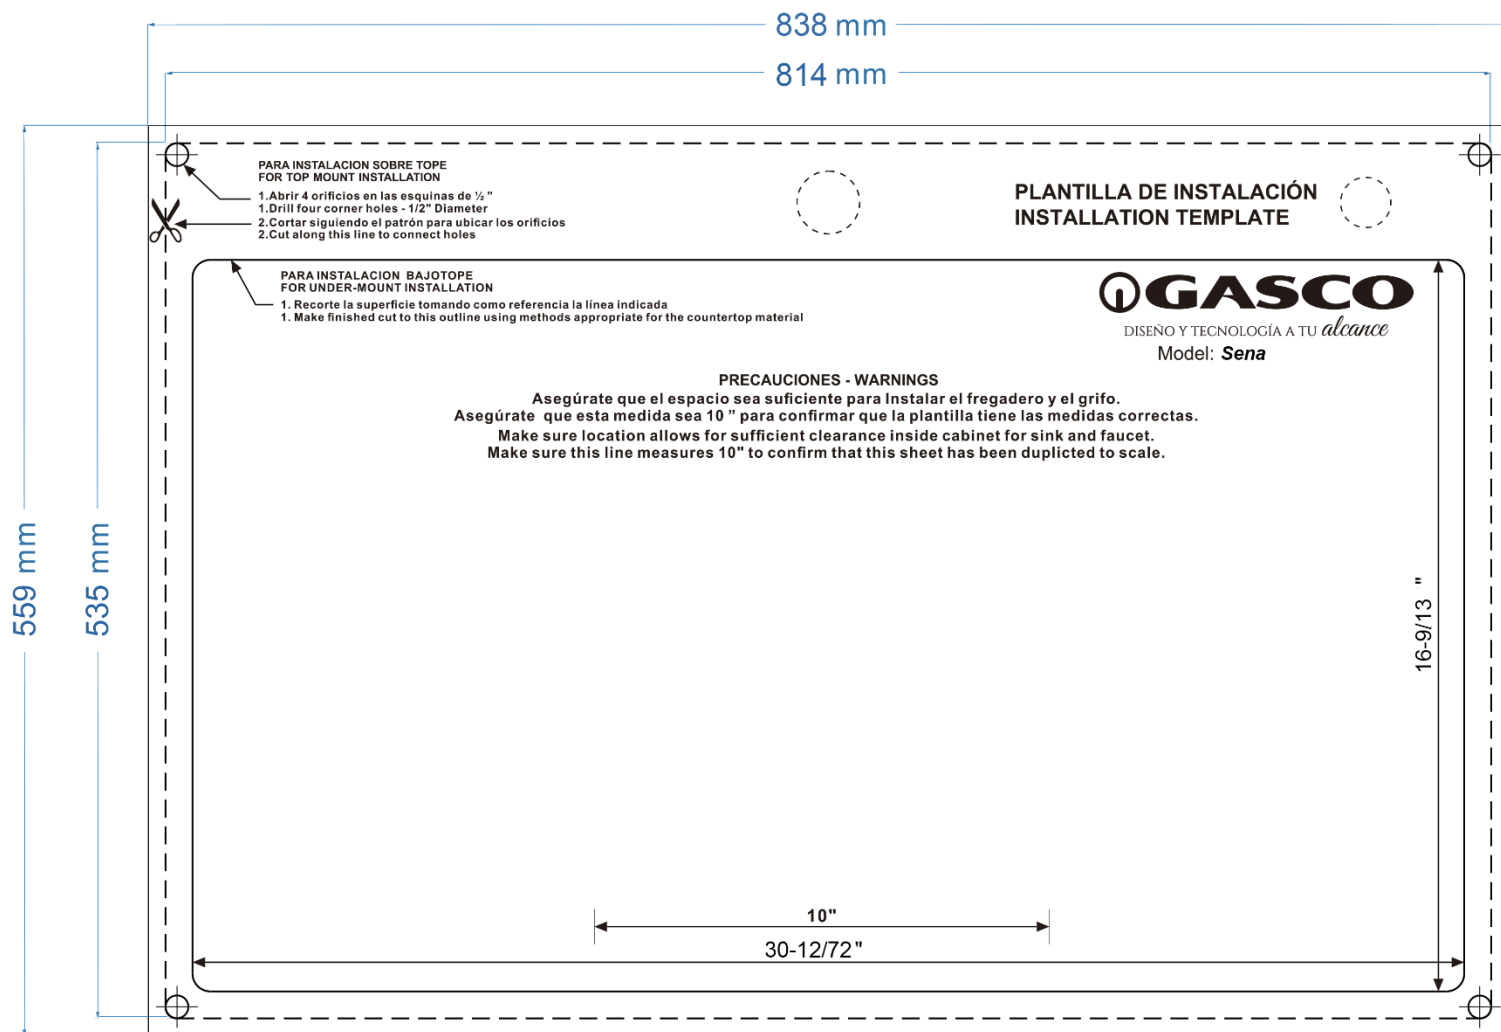 838 mm
814 mm
PARA INSTALACION SOBRE TOPE
FOR TOP MOUNT INSTALLATION
1.Abrir 4 orificios en las esquinas de ½ "
1.Drill four corner holes - 1/2" Diameter
2.Cortar siguiendo el patrón para ubicar los orificios
2.Cut along this line to connect holes
PLANTILLA DE INSTALACIÓN
INSTALLATION TEMPLATE
PARA INSTALACION BAJOTOPE
FOR UNDER-MOUNT INSTALLATION
1. Recorte la superficie tomando como referencia la línea indicada
1. Make finished cut to this outline using methods appropriate for the countertop material
GASCO
DISEÑO Y TECNOLOGÍA A TU alcance
Model: Sena
PRECAUCIONES - WARNINGS
Asegúrate que el espacio sea suficiente para Instalar el fregadero y el grifo.
Asegúrate que esta medida sea 10 " para confirmar que la plantilla tiene las medidas correctas.
Make sure location allows for sufficient clearance inside cabinet for sink and faucet.
Make sure this line measures 10" to confirm that this sheet has been duplicted to scale.
559 mm
535 mm
16-9/13 "
10"
30-12/72"